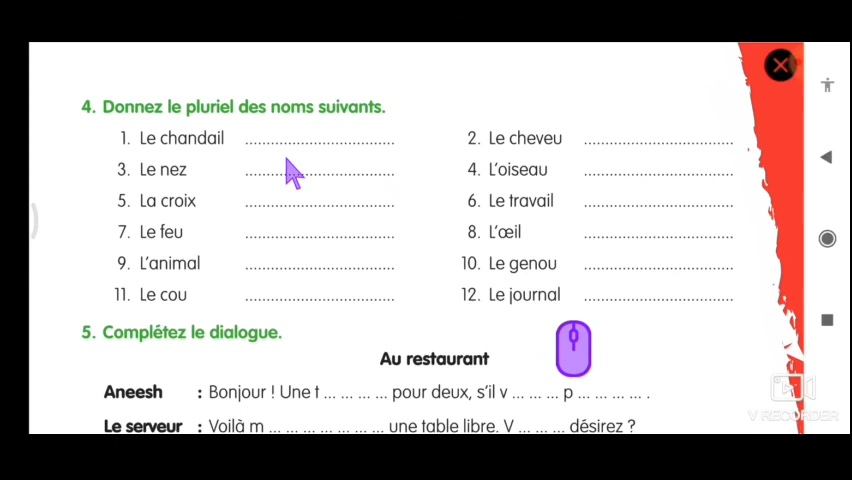 4. Donnez le pluriel des noms suivants.
1. Le chandail ........................................ 2. Le cheveu ........................................
3. Le nez ........................................ 4. L'oiseau ........................................
5. La croix ........................................ 6. Le travail ........................................
7. Le feu ........................................ 8. L'œil ........................................
9. L'animal ........................................ 10. Le genou ........................................
11. Le cou ........................................ 12. Le journal ........................................
5. Complétez le dialogue.
Au restaurant
Aneesh : Bonjour ! Une t ... ... ... ... pour deux, s'il v ... ... ... p ... ... ... ... .
Le serveur : Voilà m ... ... ... ... ... ... ... une table libre. V ... ... ... désirez ?
V RECORDER